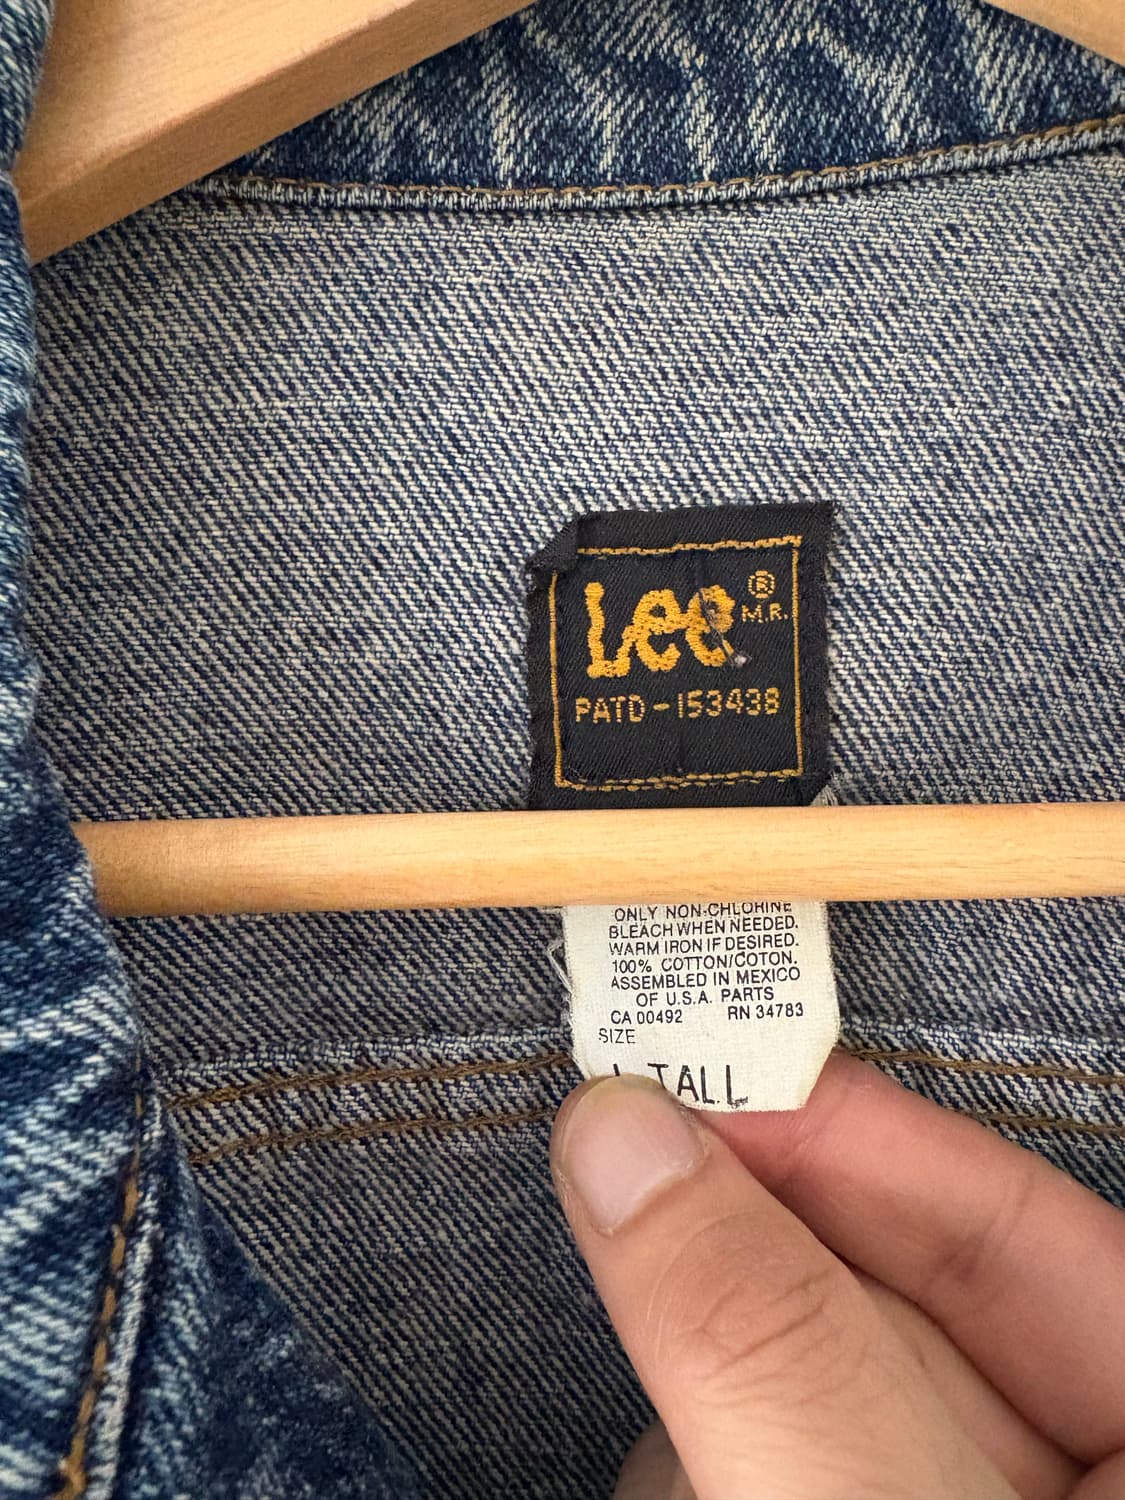 Lee ®
M.R.
PATD-153438
ONLY NON-CHLORINE
BLEACH WHEN NEEDED.
WARM IRON IF DESIRED.
100% COTTON/COTON.
ASSEMBLED IN MEXICO
OF U.S.A. PARTS
CA 00492 RN 34783
SIZE
TALL